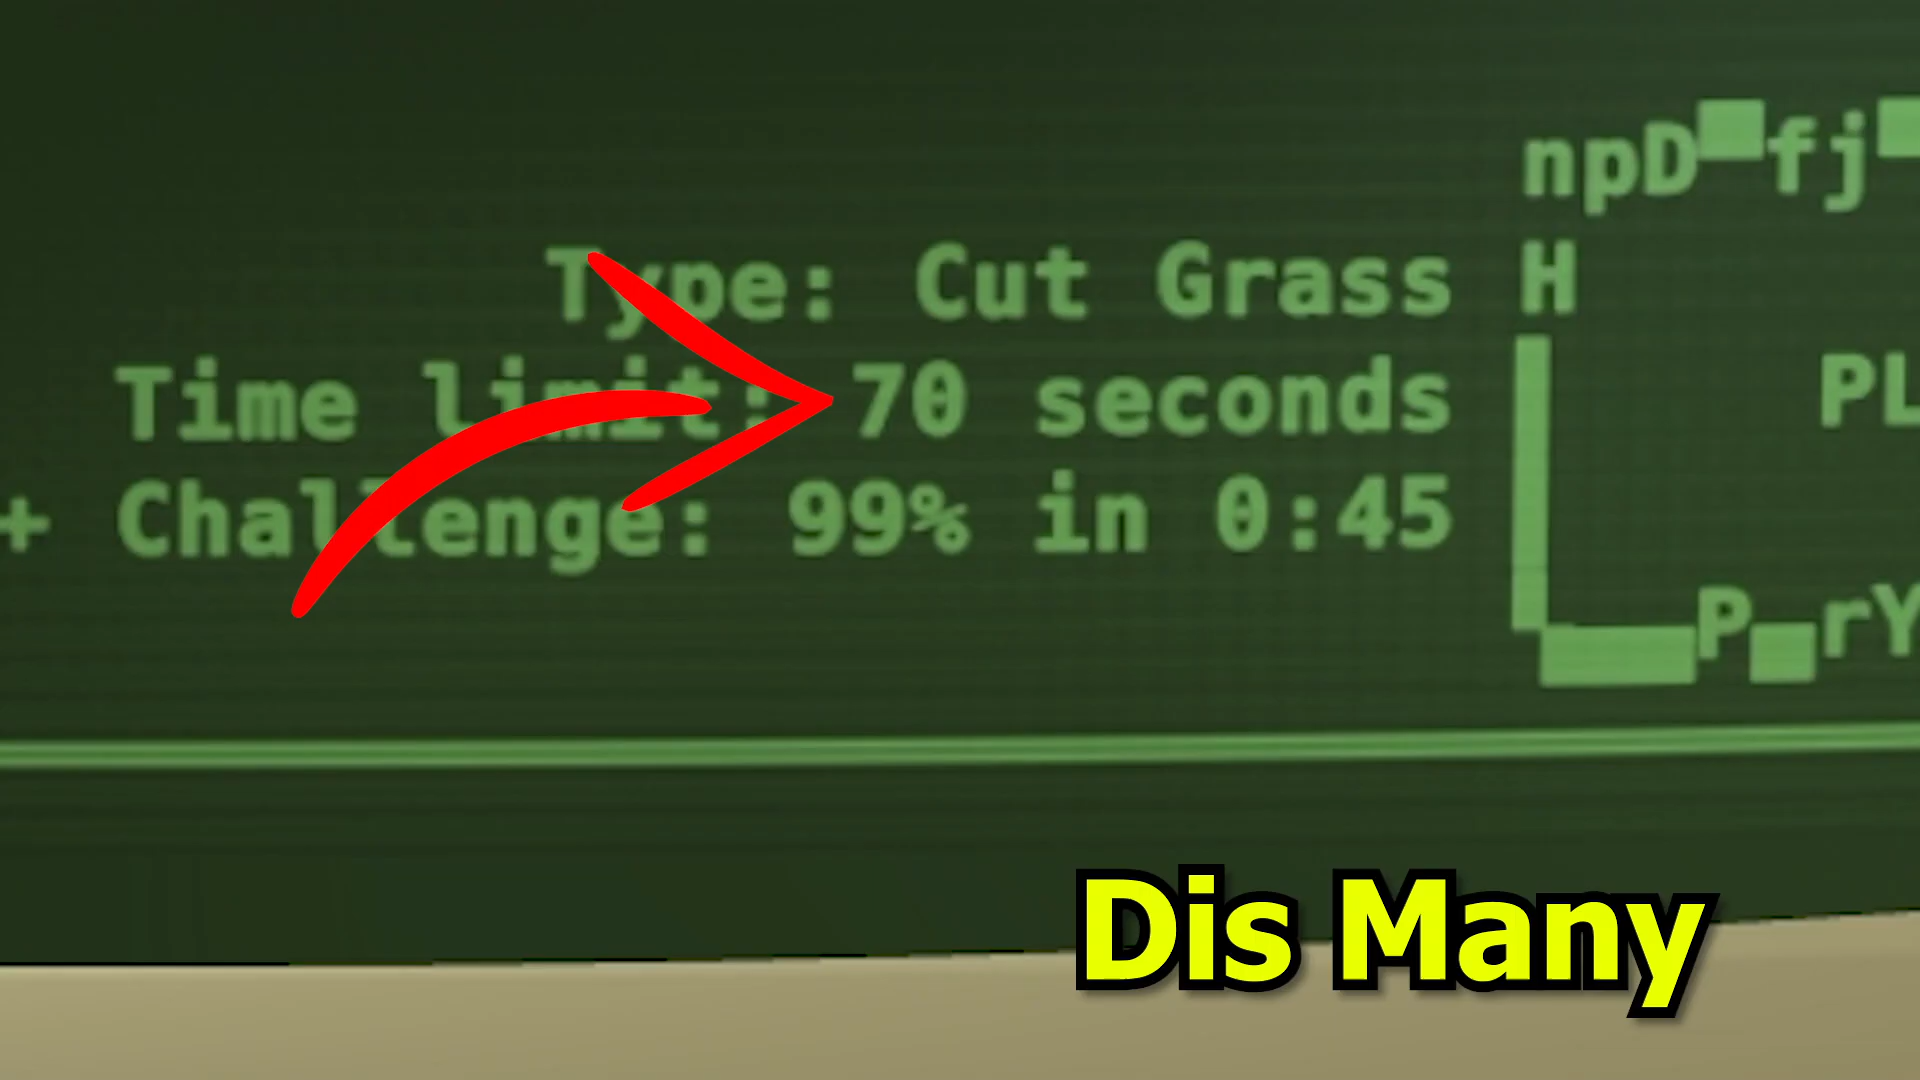 npD▀fj▀
Type: Cut Grass H
Time limit: 70 seconds
PL
+ Challenge: 99% in 0:45
P▄rY
Dis Many